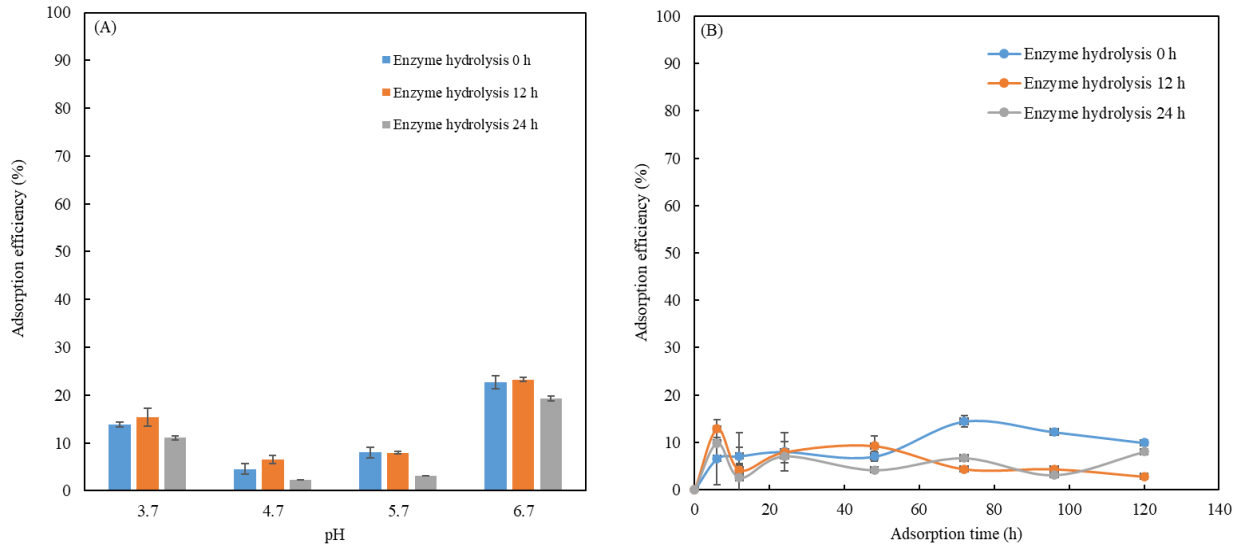 (A)
Adsorption efficiency (%)
100
90
80
70
60
50
40
30
20
10
0
Enzyme hydrolysis 0 h
Enzyme hydrolysis 12 h
Enzyme hydrolysis 24 h
3.7 4.7 5.7 6.7
pH
(B)
Adsorption efficiency (%)
100
90
80
70
60
50
40
30
20
10
0
Enzyme hydrolysis 0 h
Enzyme hydrolysis 12 h
Enzyme hydrolysis 24 h
0 20 40 60 80 100 120 140
Adsorption time (h)